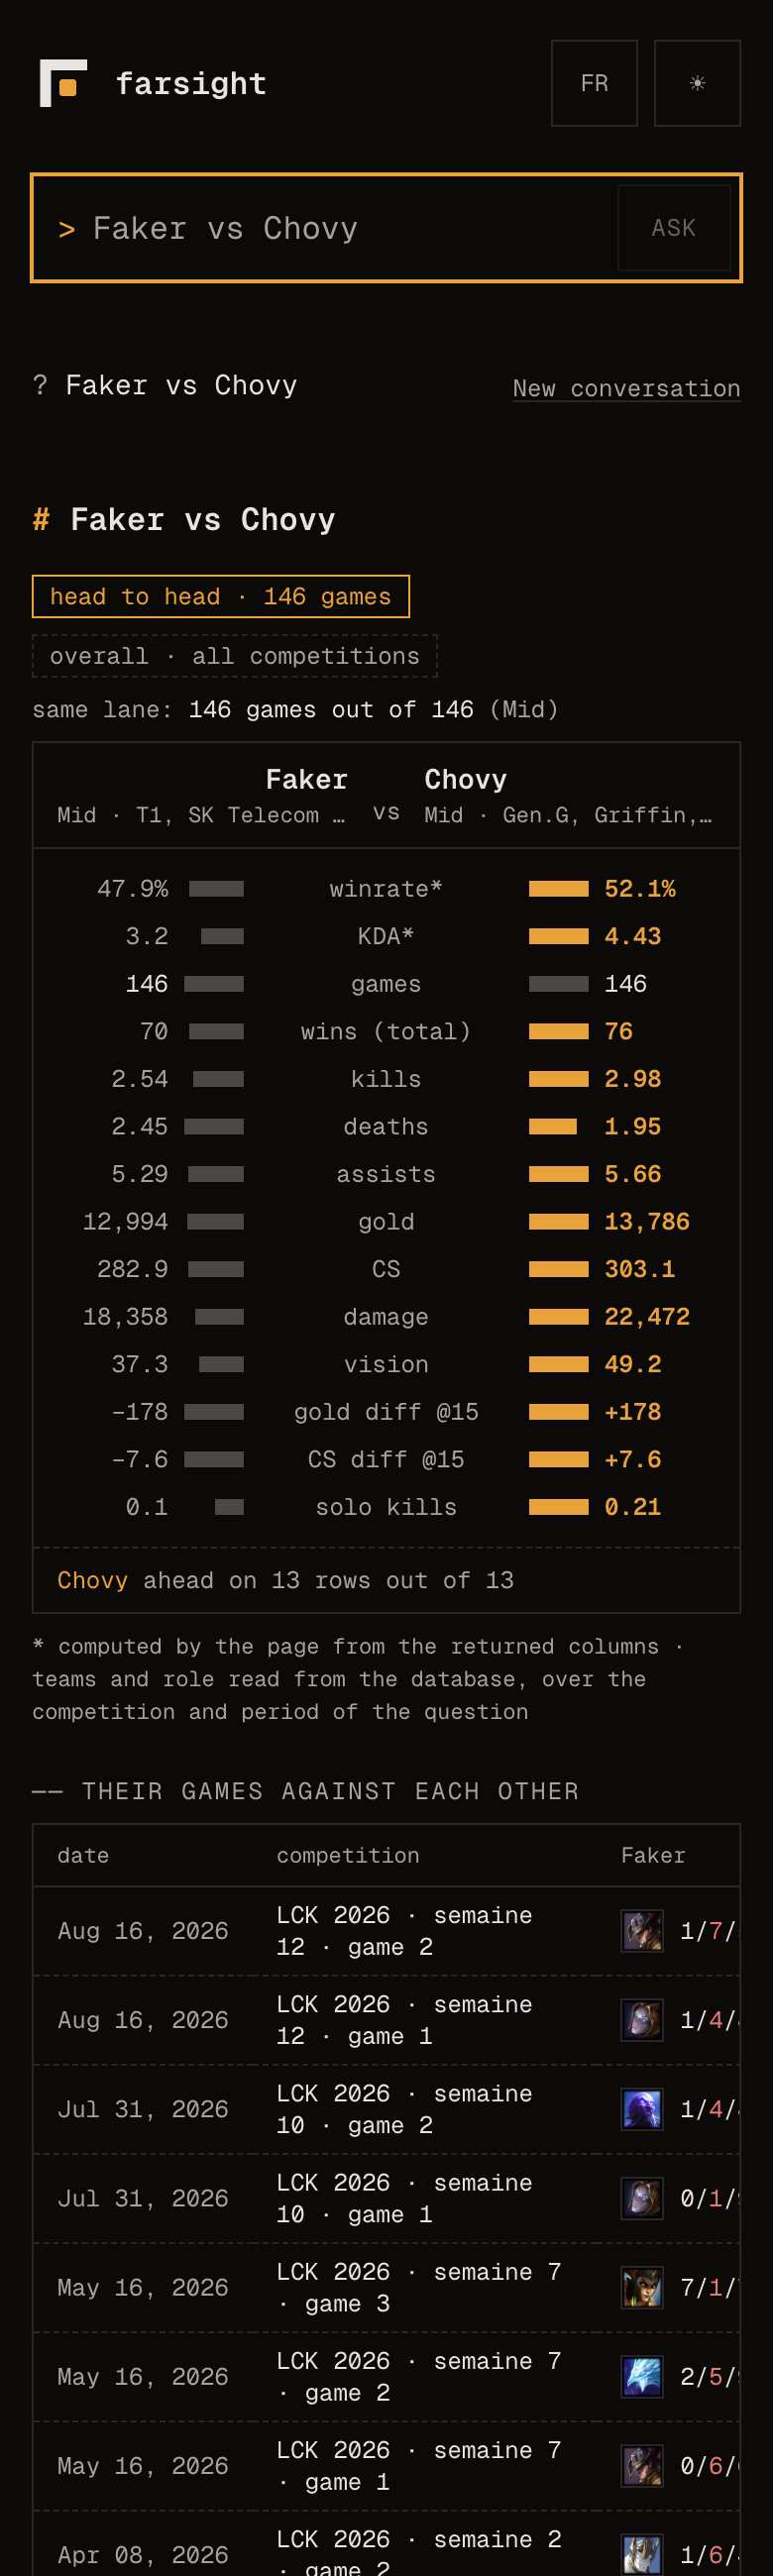 farsight
FR
☀
> Faker vs Chovy
ASK
? Faker vs Chovy
New conversation
# Faker vs Chovy
head to head · 146 games
overall · all competitions
same lane: 146 games out of 146 (Mid)
Faker Chovy
Mid · T1, SK Telecom … vs Mid · Gen.G, Griffin,…
47.9% winrate* 52.1%
3.2 KDA* 4.43
146 games 146
70 wins (total) 76
2.54 kills 2.98
2.45 deaths 1.95
5.29 assists 5.66
12,994 gold 13,786
282.9 CS 303.1
18,358 damage 22,472
37.3 vision 49.2
−178 gold diff @15 +178
−7.6 CS diff @15 +7.6
0.1 solo kills 0.21
Chovy ahead on 13 rows out of 13
* computed by the page from the returned columns ·
teams and role read from the database, over the
competition and period of the question
—— THEIR GAMES AGAINST EACH OTHER
date competition Faker
Aug 16, 2026 LCK 2026 · semaine 1/7/
12 · game 2
Aug 16, 2026 LCK 2026 · semaine 1/4/
12 · game 1
Jul 31, 2026 LCK 2026 · semaine 1/4/
10 · game 2
Jul 31, 2026 LCK 2026 · semaine 0/1/
10 · game 1
May 16, 2026 LCK 2026 · semaine 7 7/1/
· game 3
May 16, 2026 LCK 2026 · semaine 7 2/5/
· game 2
May 16, 2026 LCK 2026 · semaine 7 0/6/
· game 1
Apr 08, 2026 LCK 2026 · semaine 2 1/6/
· game 2